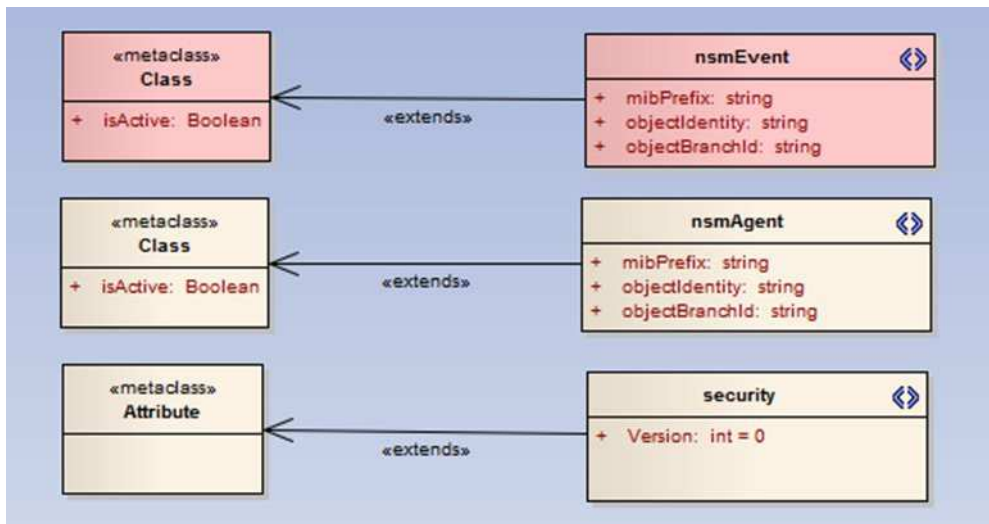 «metaclass»
Class
+ isActive: Boolean
«extends»
nsmEvent
+ mibPrefix: string
+ objectIdentity: string
+ objectBranchId: string
«metaclass»
Class
+ isActive: Boolean
«extends»
nsmAgent
+ mibPrefix: string
+ objectIdentity: string
+ objectBranchId: string
«metaclass»
Attribute
«extends»
security
+ Version: int = 0